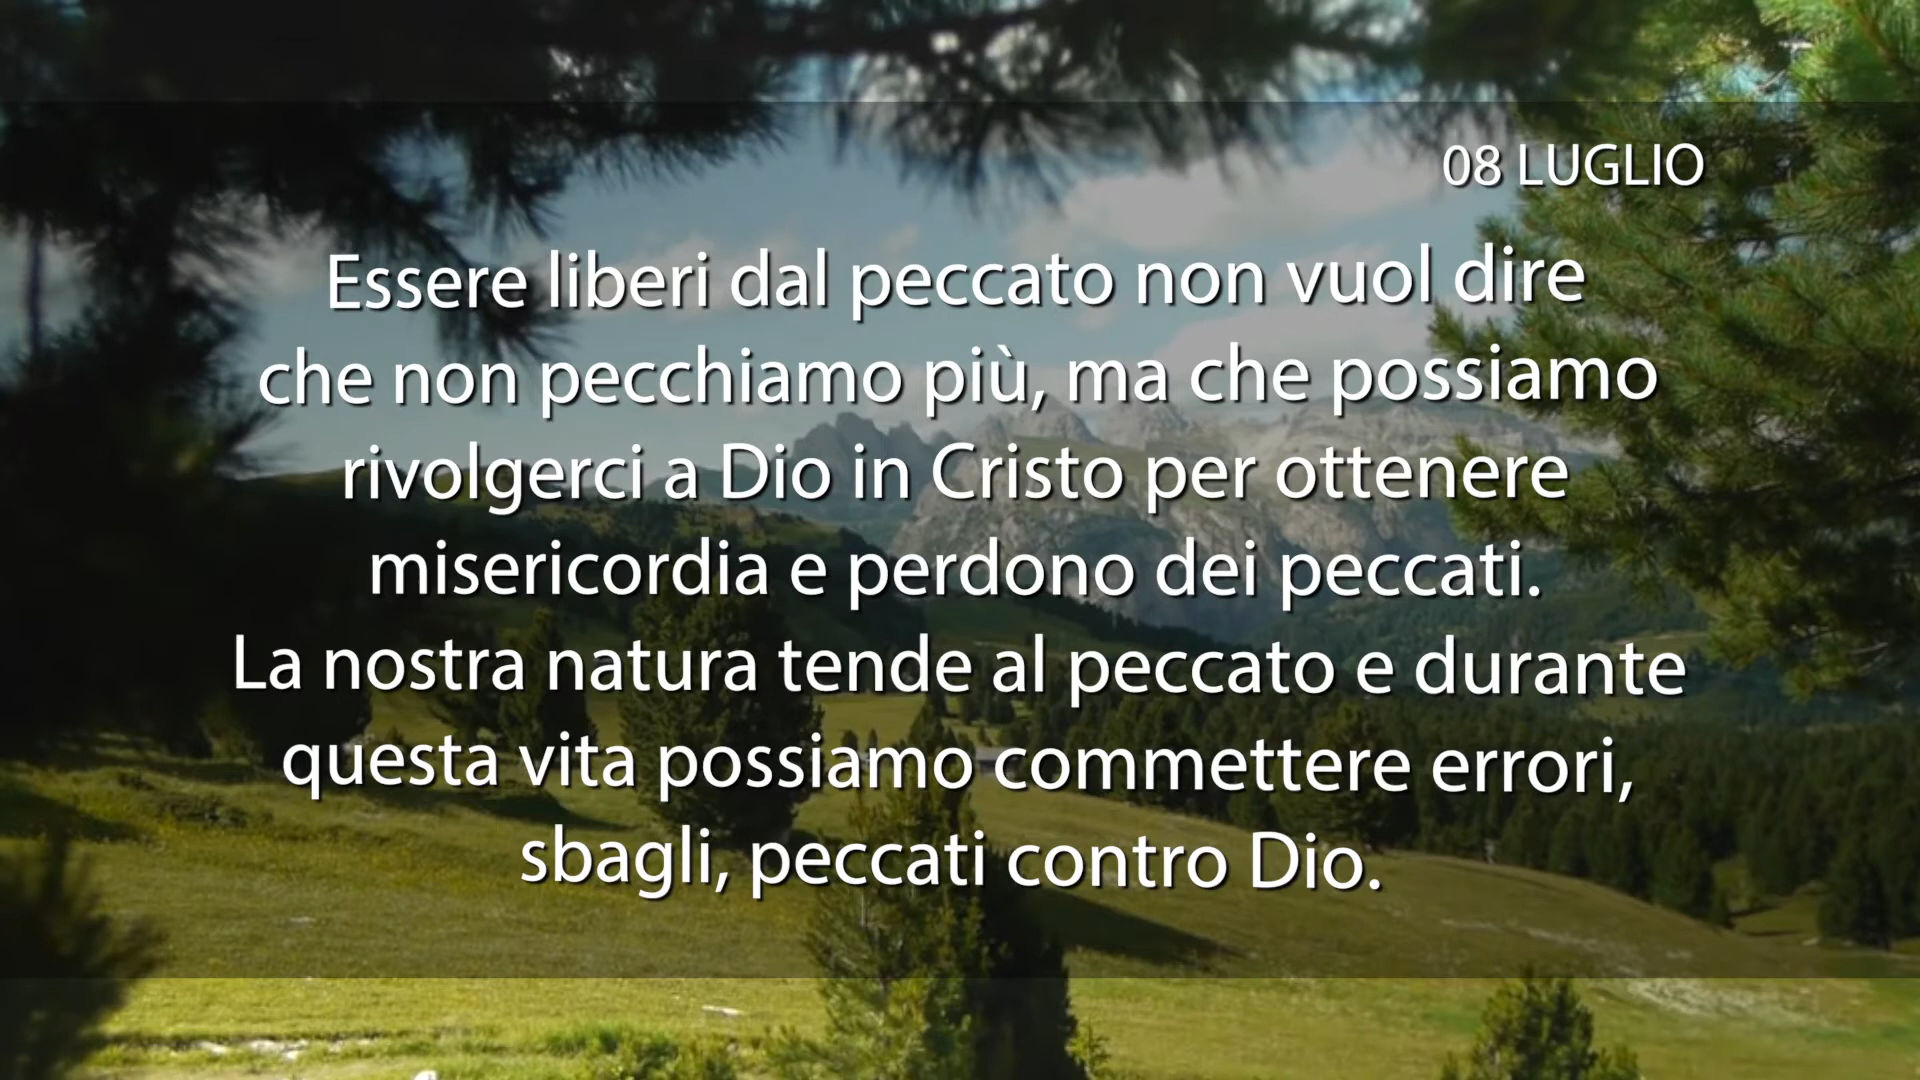 08 LUGLIO
Essere liberi dal peccato non vuol dire
che non pecchiamo più, ma che possiamo
rivolgerci a Dio in Cristo per ottenere
misericordia e perdono dei peccati.
La nostra natura tende al peccato e durante
questa vita possiamo commettere errori,
sbagli, peccati contro Dio.